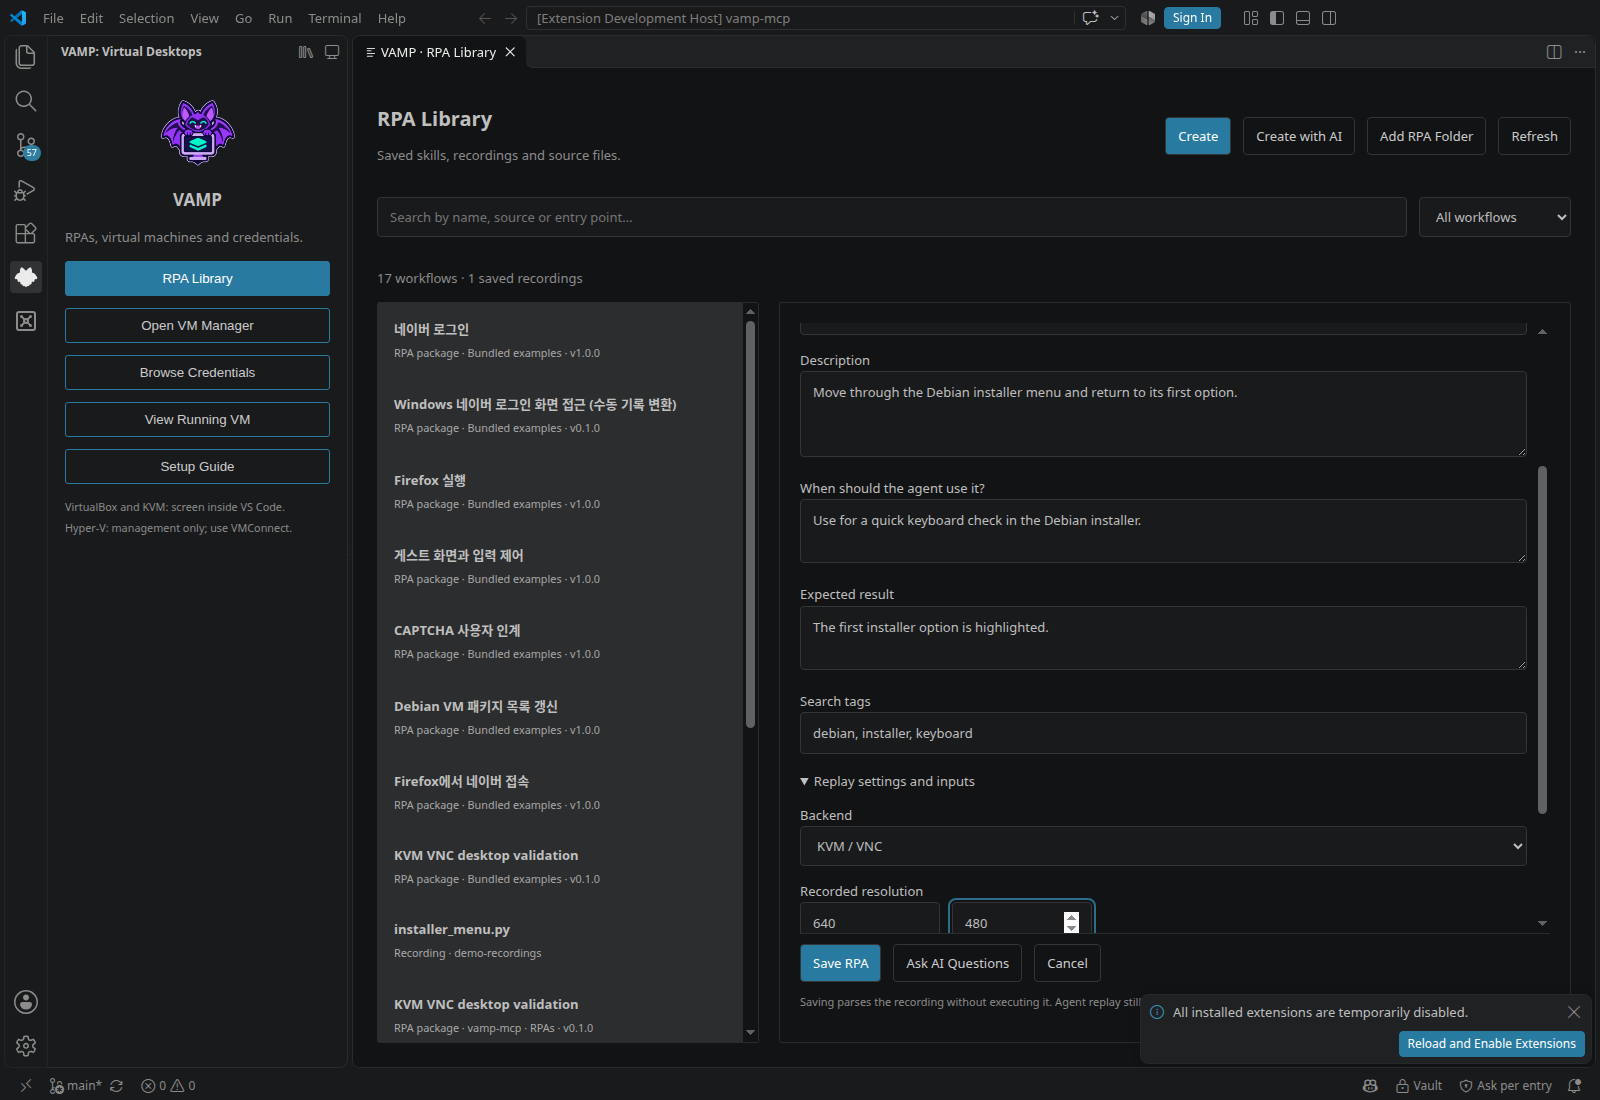 File Edit Selection View Go Run Terminal Help
[Extension Development Host] vamp-mcp
Sign In
VAMP: Virtual Desktops
VAMP · RPA Library
57
VAMP
RPAs, virtual machines and credentials.
RPA Library
Open VM Manager
Browse Credentials
View Running VM
Setup Guide
VirtualBox and KVM: screen inside VS Code.
Hyper-V: management only; use VMConnect.
RPA Library
Saved skills, recordings and source files.
Create
Create with AI
Add RPA Folder
Refresh
Search by name, source or entry point...
All workflows
17 workflows · 1 saved recordings
네이버 로그인
RPA package · Bundled examples · v1.0.0
Windows 네이버 로그인 화면 접근 (수동 기록 변환)
RPA package · Bundled examples · v0.1.0
Firefox 실행
RPA package · Bundled examples · v1.0.0
게스트 화면과 입력 제어
RPA package · Bundled examples · v1.0.0
CAPTCHA 사용자 인계
RPA package · Bundled examples · v1.0.0
Debian VM 패키지 목록 갱신
RPA package · Bundled examples · v1.0.0
Firefox에서 네이버 접속
RPA package · Bundled examples · v1.0.0
KVM VNC desktop validation
RPA package · Bundled examples · v0.1.0
installer_menu.py
Recording · demo-recordings
KVM VNC desktop validation
RPA package · vamp-mcp · RPAs · v0.1.0
Description
Move through the Debian installer menu and return to its first option.
When should the agent use it?
Use for a quick keyboard check in the Debian installer.
Expected result
The first installer option is highlighted.
Search tags
debian, installer, keyboard
Replay settings and inputs
Backend
KVM / VNC
Recorded resolution
640
480
Save RPA
Ask AI Questions
Cancel
Saving parses the recording without executing it. Agent replay still
All installed extensions are temporarily disabled.
Reload and Enable Extensions
main* 0 0
Vault
Ask per entry